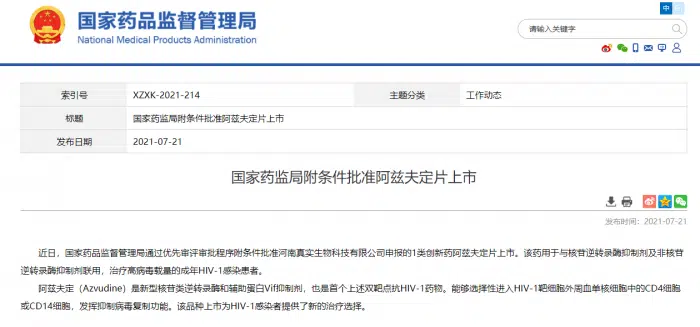 中
国家药品监督管理局
National Medical Products Administration
请输入关键字
索引号 XZXK-2021-214 主题分类 工作动态
标题 国家药监局附条件批准阿兹夫定片上市
发布日期 2021-07-21
国家药监局附条件批准阿兹夫定片上市
发布时间：2021-07-21
近日，国家药品监督管理局通过优先审评审批程序附条件批准河南真实生物科技有限公司申报的1类创新药阿兹夫定片上市。该药用于与核苷逆转录酶抑制剂及非核苷
逆转录酶抑制剂联用，治疗高病毒载量的成年HIV-1感染患者。
阿兹夫定（Azvudine）是新型核苷类逆转录酶和辅助蛋白Vif抑制剂，也是首个上述双靶点抗HIV-1药物。能够选择性进入HIV-1靶细胞外周血单核细胞中的CD4细胞
或CD14细胞，发挥抑制病毒复制功能。该品种上市为HIV-1感染者提供了新的治疗选择。